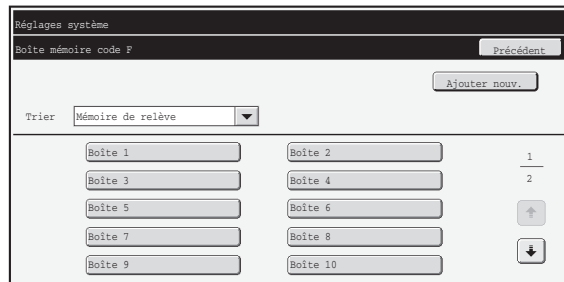 Réglages système
Boîte mémoire code F
Précédent
Ajouter nouv.
Trier Mémoire de relève
Boîte 1 Boîte 2
1
Boîte 3 Boîte 4
2
Boîte 5 Boîte 6
Boîte 7 Boîte 8
Boîte 9 Boîte 10